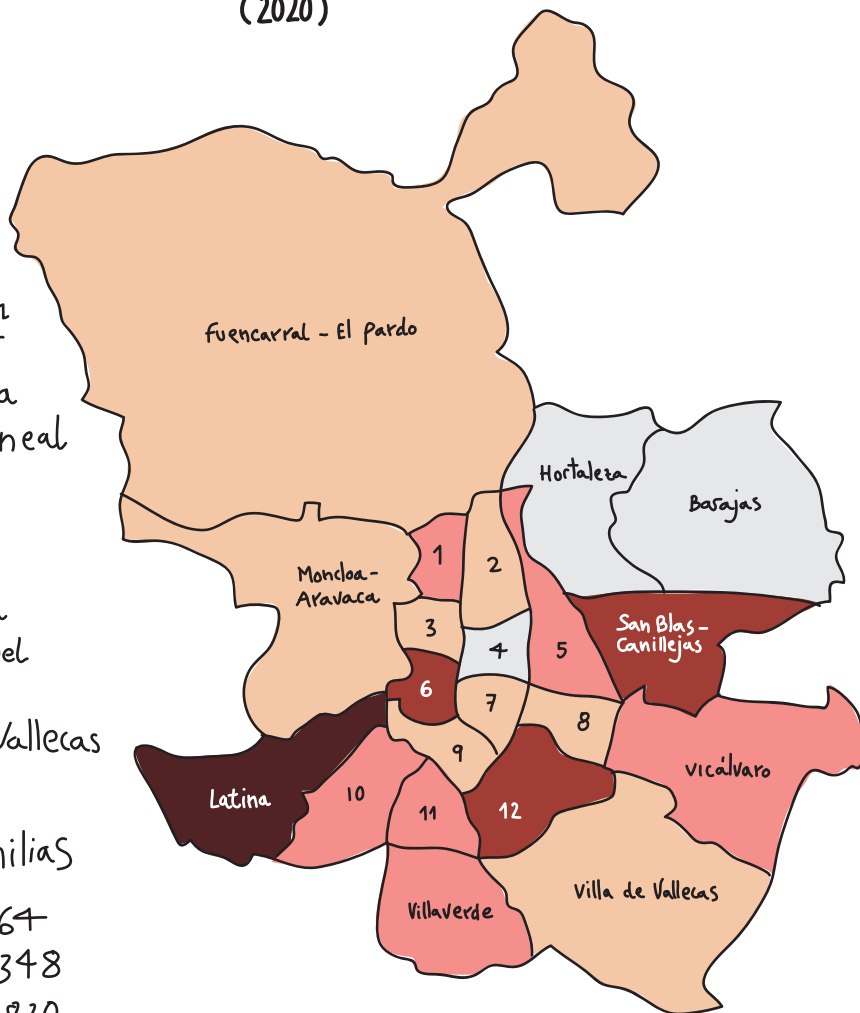 (2020)
Fuencarral - El Pardo
Hortaleza
Barajas
Moncloa-
Aravaca
1
2
3
4
5
San Blas-
Canillejas
6
7
8
9
10
11
12
Latina
Vicálvaro
Villa de Vallecas
Villaverde
a
neal
el
Vallecas
milias
64
348